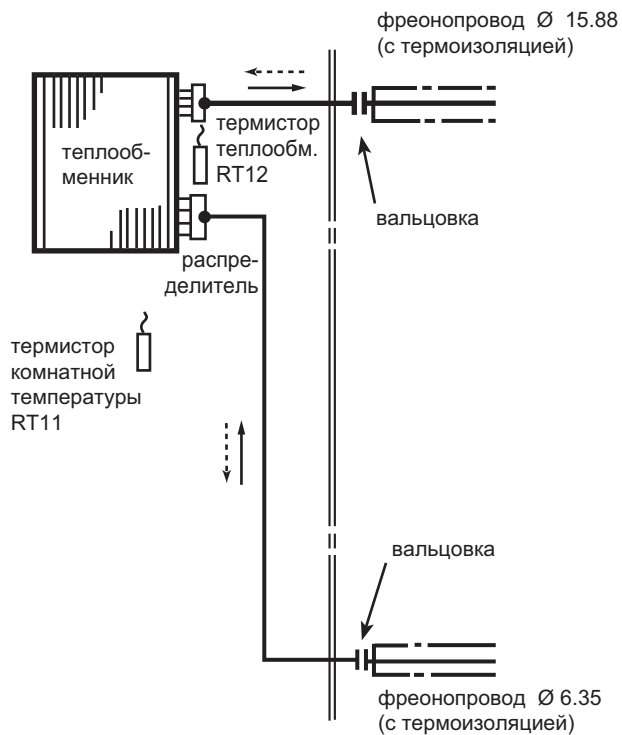 фреонопровод Ø 15.88
(с термоизоляцией)
термистор
теплообм.
RT12
теплооб-
менник
вальцовка
распре-
делитель
термистор
комнатной
температуры
RT11
вальцовка
фреонопровод Ø 6.35
(с термоизоляцией)